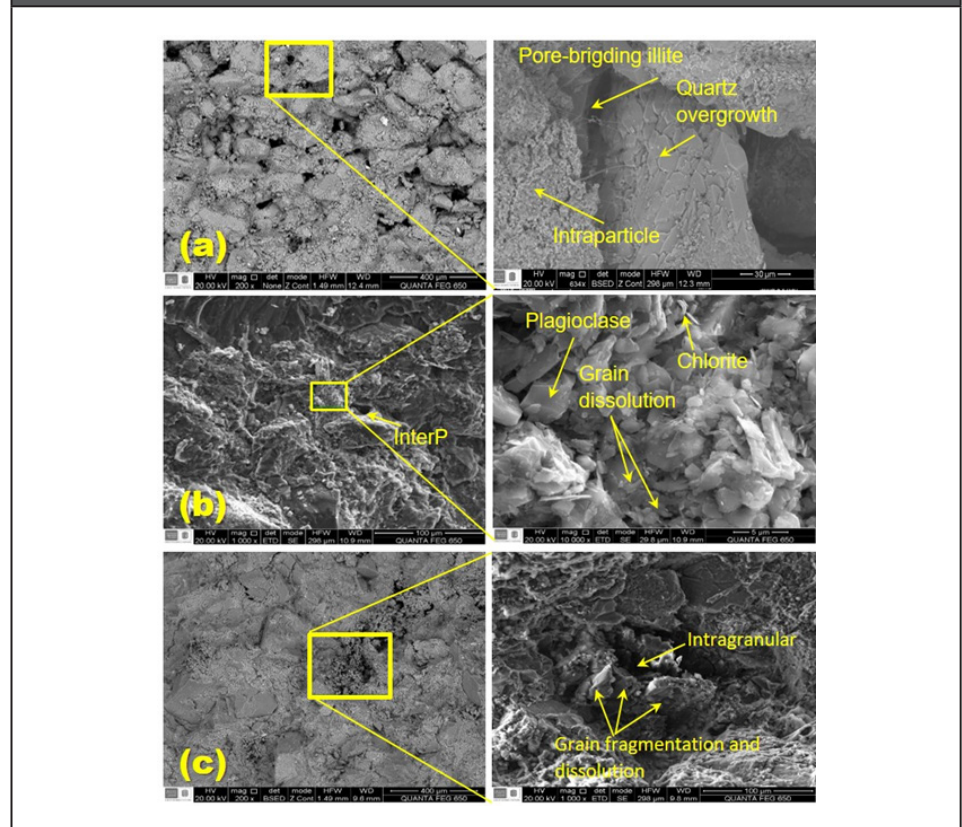 Pore-brigding illite
Quartz
overgrowth
Intraparticle
(a)
HV mag □ det mode HFW WD 400 µm
20.00 kV 200 x None Z Cont 1.49 mm 12.4 mm QUANTA FEG 650
HV mag □ det mode HFW WD 30 µm
20.00 kV 634x BSED Z Cont 298 µm 12.3 mm QUANTA FEG 650
Plagioclase
Chlorite
Grain
dissolution
InterP
(b)
HV mag □ det mode HFW WD 100 µm
20.00 kV 1 000 x ETD SE 298 µm 10.9 mm QUANTA FEG 650
HV mag □ det mode HFW WD 5 µm
20.00 kV 10 000 x ETD SE 29.8 µm 10.9 mm QUANTA FEG 650
Intragranular
Grain fragmentation and
dissolution
(c)
HV mag □ det mode HFW WD 400 µm
20.00 kV 200 x BSED Z Cont 1.49 mm 9.6 mm QUANTA FEG 650
HV mag □ det mode HFW WD 100 µm
20.00 kV 1 000 x ETD SE 298 µm 9.8 mm QUANTA FEG 650